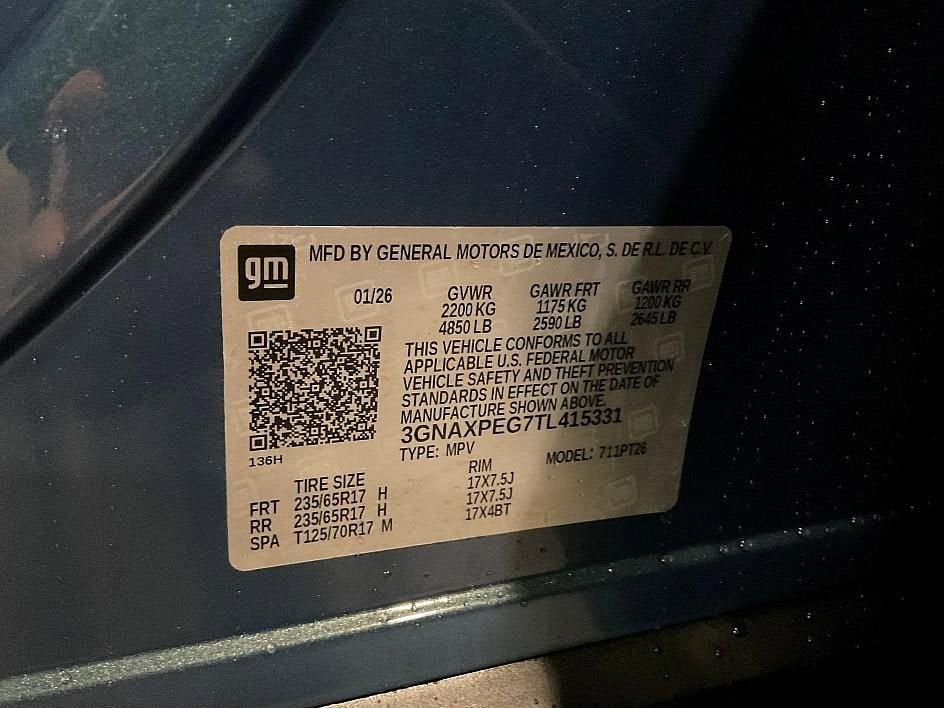 gm MFD BY GENERAL MOTORS DE MEXICO, S. DE R.L. DE C.V.
01/26 GVWR GAWR FRT GAWR RR
2200 KG 1175 KG 1200 KG
4850 LB 2590 LB 2645 LB
THIS VEHICLE CONFORMS TO ALL
APPLICABLE U.S. FEDERAL MOTOR
VEHICLE SAFETY AND THEFT PREVENTION
STANDARDS IN EFFECT ON THE DATE OF
MANUFACTURE SHOWN ABOVE.
3GNAXPEG7TL415331
136H TYPE: MPV MODEL: 711PT26
TIRE SIZE RIM
FRT 235/65R17 H 17X7.5J
RR 235/65R17 H 17X7.5J
SPA T125/70R17 M 17X4BT